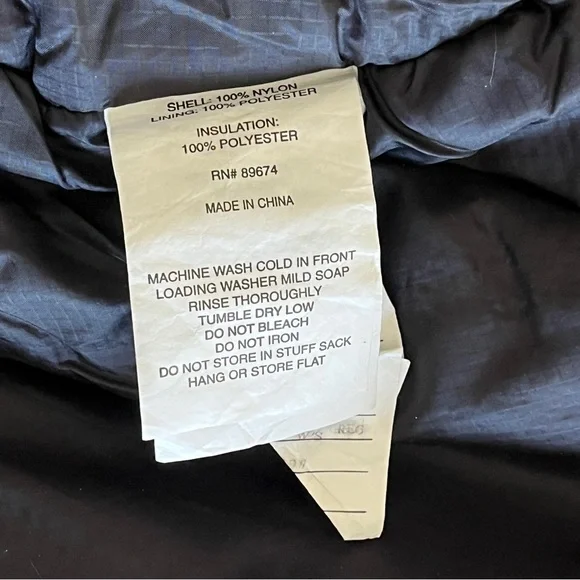 SHELL: 100% NYLON
LINING: 100% POLYESTER
INSULATION:
100% POLYESTER
RN# 89674
MADE IN CHINA
MACHINE WASH COLD IN FRONT
LOADING WASHER MILD SOAP
RINSE THOROUGHLY
TUMBLE DRY LOW
DO NOT BLEACH
DO NOT IRON
DO NOT STORE IN STUFF SACK
HANG OR STORE FLAT
REG